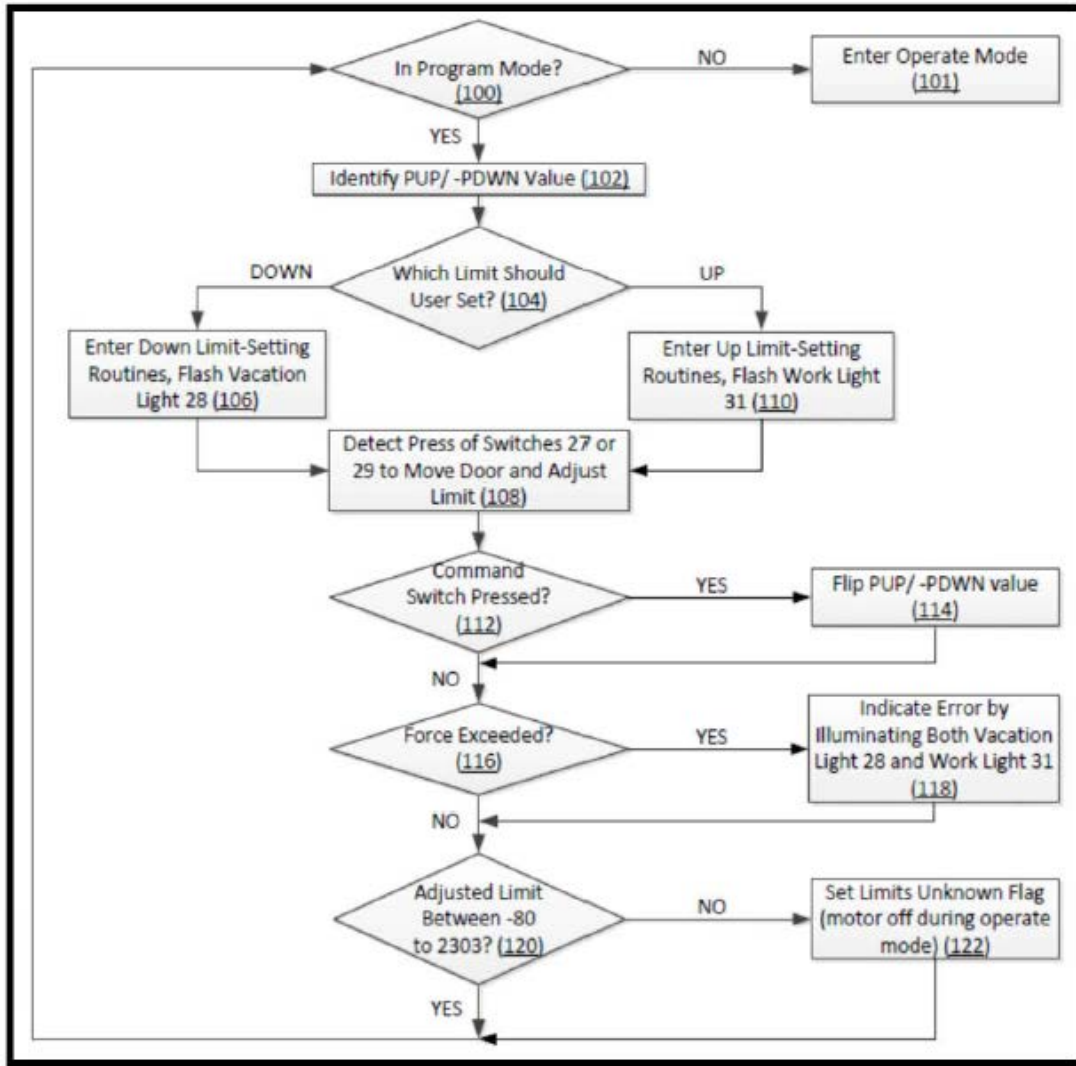 In Program Mode?
(100)
NO
Enter Operate Mode
(101)
YES
Identify PUP/ -PDWN Value (102)
DOWN
Which Limit Should
User Set? (104)
UP
Enter Down Limit-Setting
Routines, Flash Vacation
Light 28 (106)
Enter Up Limit-Setting
Routines, Flash Work Light
31 (110)
Detect Press of Switches 27 or
29 to Move Door and Adjust
Limit (108)
Command
Switch Pressed?
(112)
YES
Flip PUP/ -PDWN value
(114)
NO
Force Exceeded?
(116)
YES
Indicate Error by
Illuminating Both Vacation
Light 28 and Work Light 31
(118)
NO
Adjusted Limit
Between -80
to 2303? (120)
NO
Set Limits Unknown Flag
(motor off during operate
mode) (122)
YES